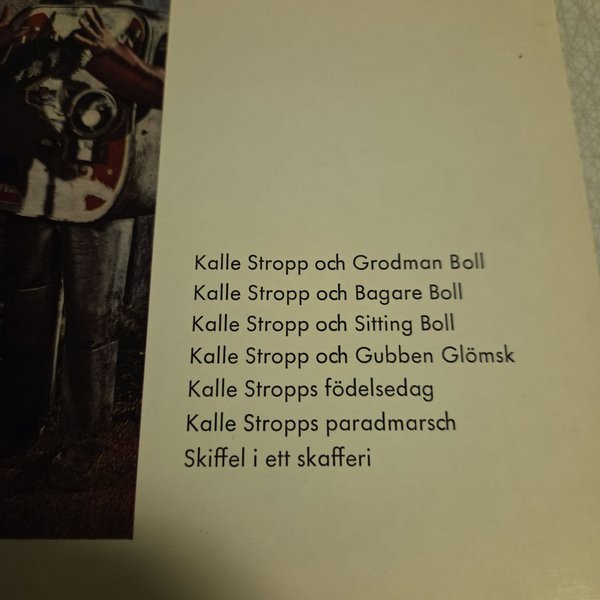 Kalle Stropp och Grodman Boll
Kalle Stropp och Bagare Boll
Kalle Stropp och Sitting Boll
Kalle Stropp och Gubben Glömsk
Kalle Stropps födelsedag
Kalle Stropps paradmarsch
Skiffel i ett skafferi